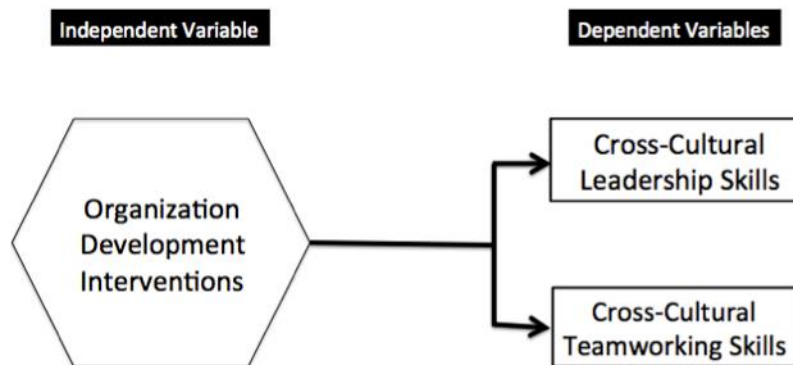 Independent Variable
Dependent Variables
Organization
Development
Interventions
Cross-Cultural
Leadership Skills
Cross-Cultural
Teamworking Skills